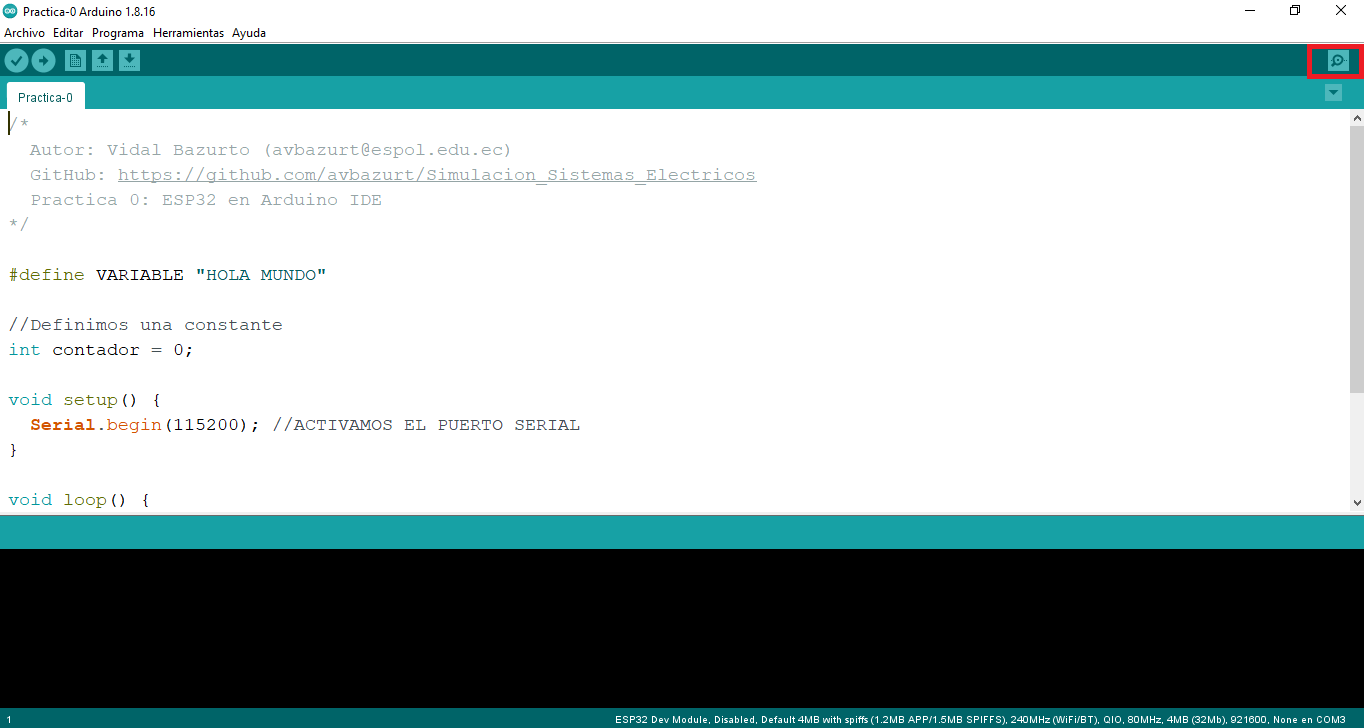 Practica-0 Arduino 1.8.16
Archivo Editar Programa Herramientas Ayuda
Practica-0
/*
Autor: Vidal Bazurto (avbazurt@espol.edu.ec)
GitHub: https://github.com/avbazurt/Simulacion_Sistemas_Electricos
Practica 0: ESP32 en Arduino IDE
*/
#define VARIABLE "HOLA MUNDO"
//Definimos una constante
int contador = 0;
void setup() {
Serial.begin(115200); //ACTIVAMOS EL PUERTO SERIAL
}
void loop() {
1
ESP32 Dev Module, Disabled, Default 4MB with spiffs (1.2MB APP/1.5MB SPIFFS), 240MHz (WiFi/BT), QIO, 80MHz, 4MB (32Mb), 921600, None en COM3